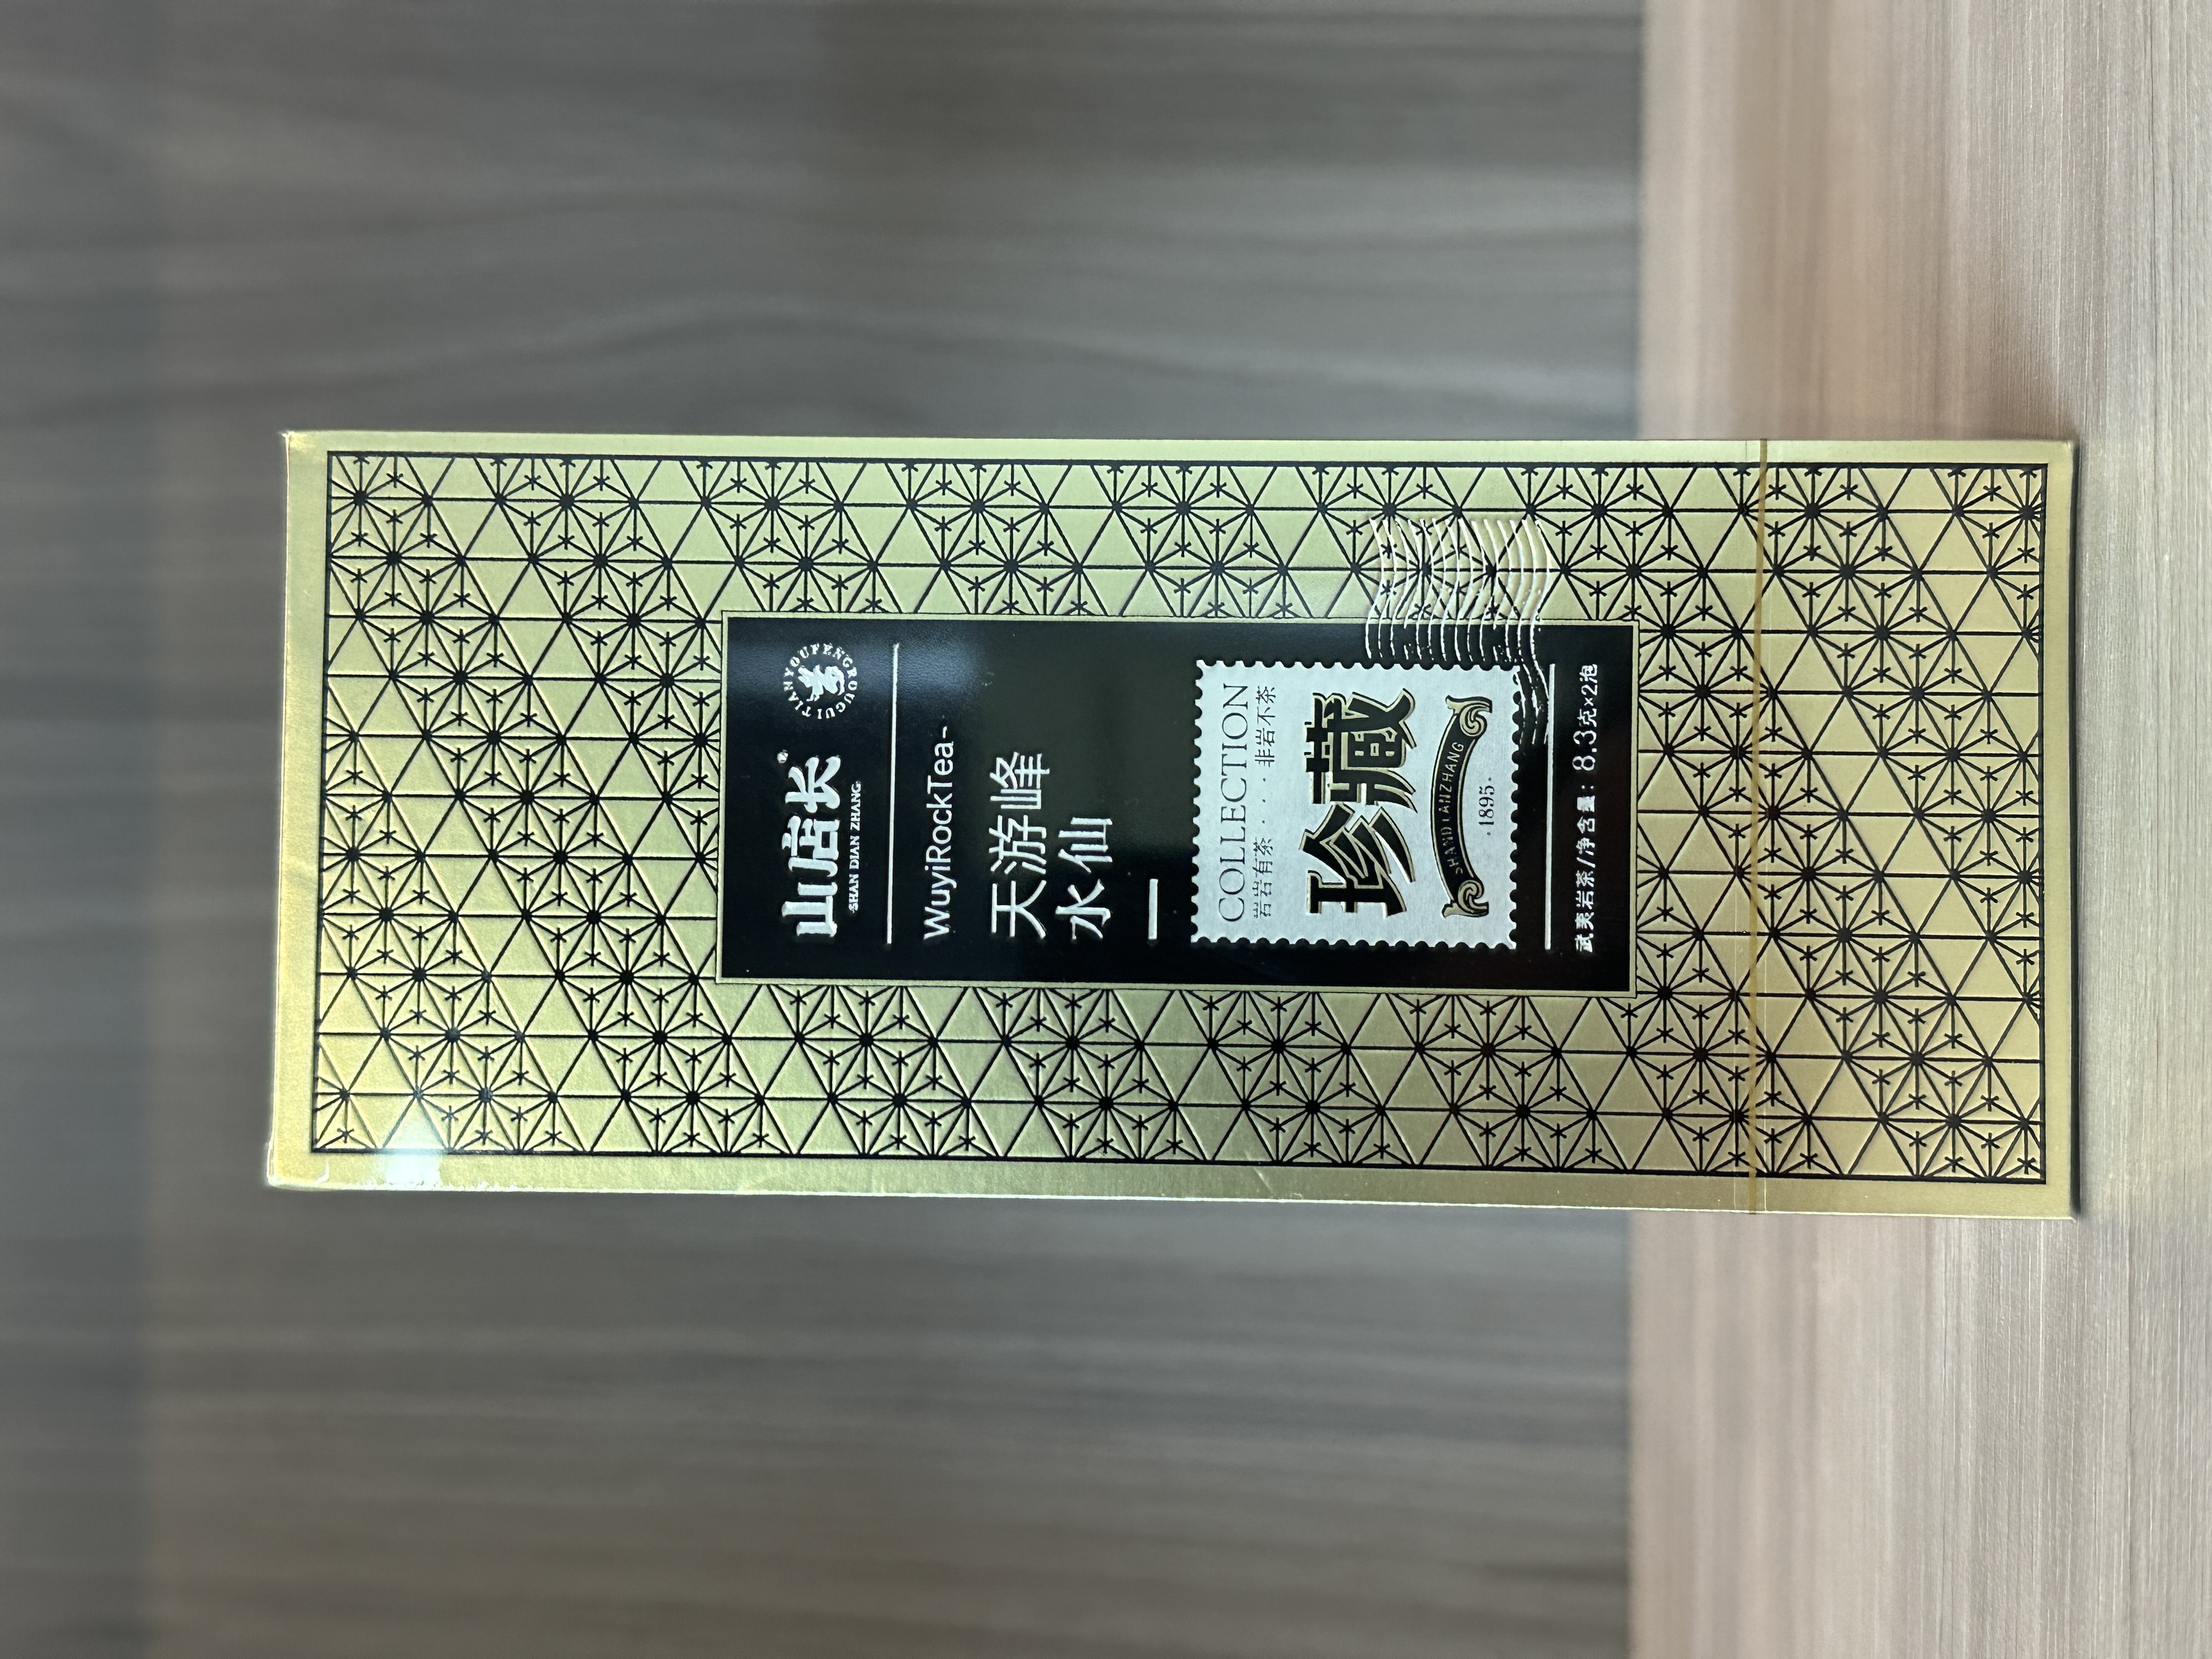 山店长
SHAN DIAN ZHANG
TIANYOUFENGROUGUI
WuyiRockTea-
天游峰
水仙
COLLECTION
岩岩有茶 · · · 非岩不茶
珍藏
SHANDIANZHANG
·1895·
武夷岩茶/净含量：8.3克×2泡